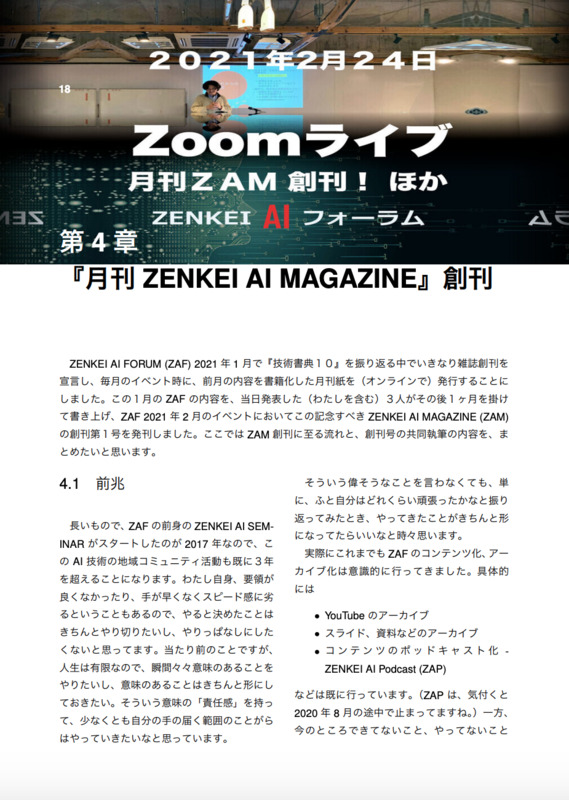 ２０２１年2月２４日
18
Zoomライブ
月刊ＺＡＭ 創刊！ ほか
ZENKEI AI フォーラム
第４章
『月刊 ZENKEI AI MAGAZINE』創刊
ZENKEI AI FORUM (ZAF) 2021 年 1 月で『技術書典１０』を振り返る中でいきなり雑誌創刊を
宣言し、毎月のイベント時に、前月の内容を書籍化した月刊紙を（オンラインで）発行することに
しました。この１月の ZAF の内容を、当日発表した（わたしを含む）３人がその後１ヶ月を掛け
て書き上げ、ZAF 2021 年 2 月のイベントにおいてこの記念すべき ZENKEI AI MAGAZINE (ZAM)
の創刊第１号を発刊しました。ここでは ZAM 創刊に至る流れと、創刊号の共同執筆の内容を、ま
とめたいと思います。
4.1　前兆
長いもので、ZAF の前身の ZENKEI AI SEM-
INAR がスタートしたのが 2017 年なので、こ
の AI 技術の地域コミュニティ活動も既に３年
を超えることになります。わたし自身、要領が
良くなかったり、手が早くなくスピード感に劣
るということもあるので、やると決めたことは
きちんとやり切りたいし、やりっぱなしにした
くないと思ってます。当たり前のことですが、
人生は有限なので、瞬間々々意味のあることを
やりたいし、意味のあることはきちんと形にし
ておきたい。そういう意味の「責任感」を持っ
て、少なくとも自分の手の届く範囲のことがら
はやっていきたいなと思っています。
そういう偉そうなことを言わなくても、単
に、ふと自分はどれくらい頑張ったかなと振り
返ってみたとき、やってきたことがきちんと形
になってたらいいなと時々思います。
実際にこれまでも ZAF のコンテンツ化、アー
カイブ化は意識的に行ってきました。具体的
には
● YouTube のアーカイブ
● スライド、資料などのアーカイブ
● コンテンツのポッドキャスト化 -
ZENKEI AI Podcast (ZAP)
などは既に行っています。（ZAP は、気付くと
2020 年 8 月の途中で止まってますね。）一方、
今のところできてないこと、やってないこと